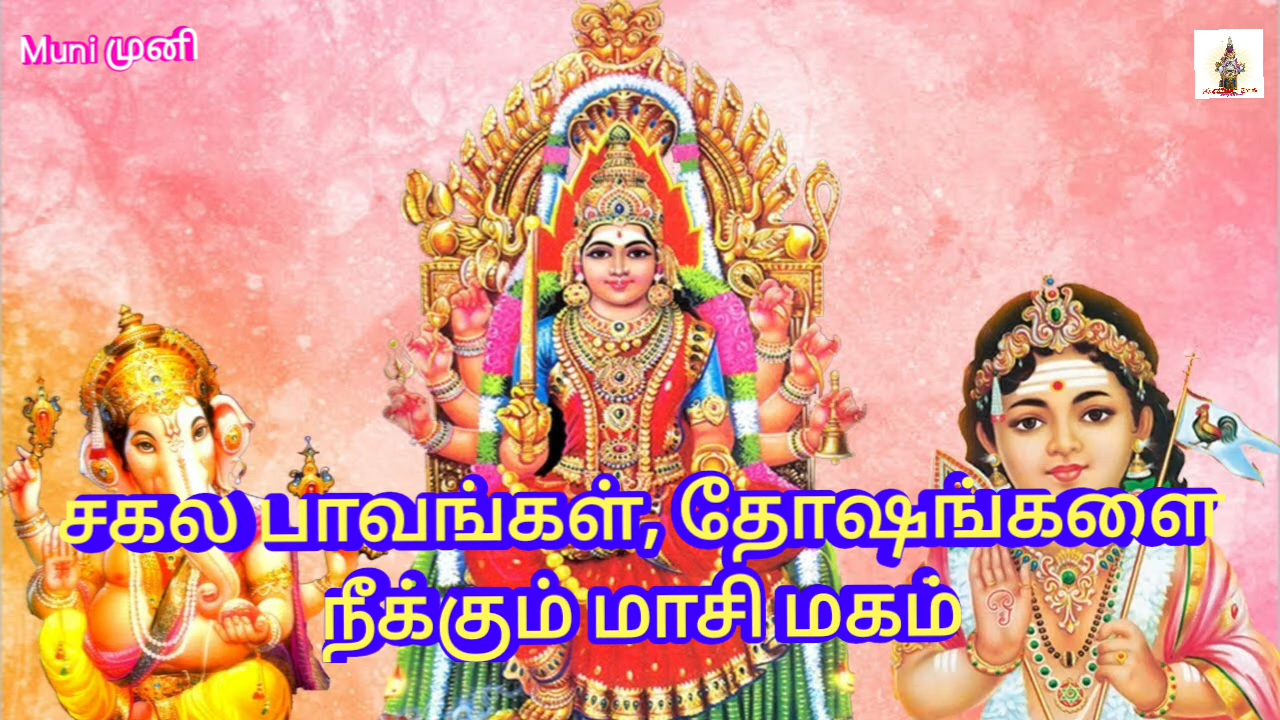 Muni முனி
சகல பாவங்கள், தோஷங்களை
நீக்கும் மாசி மகம்